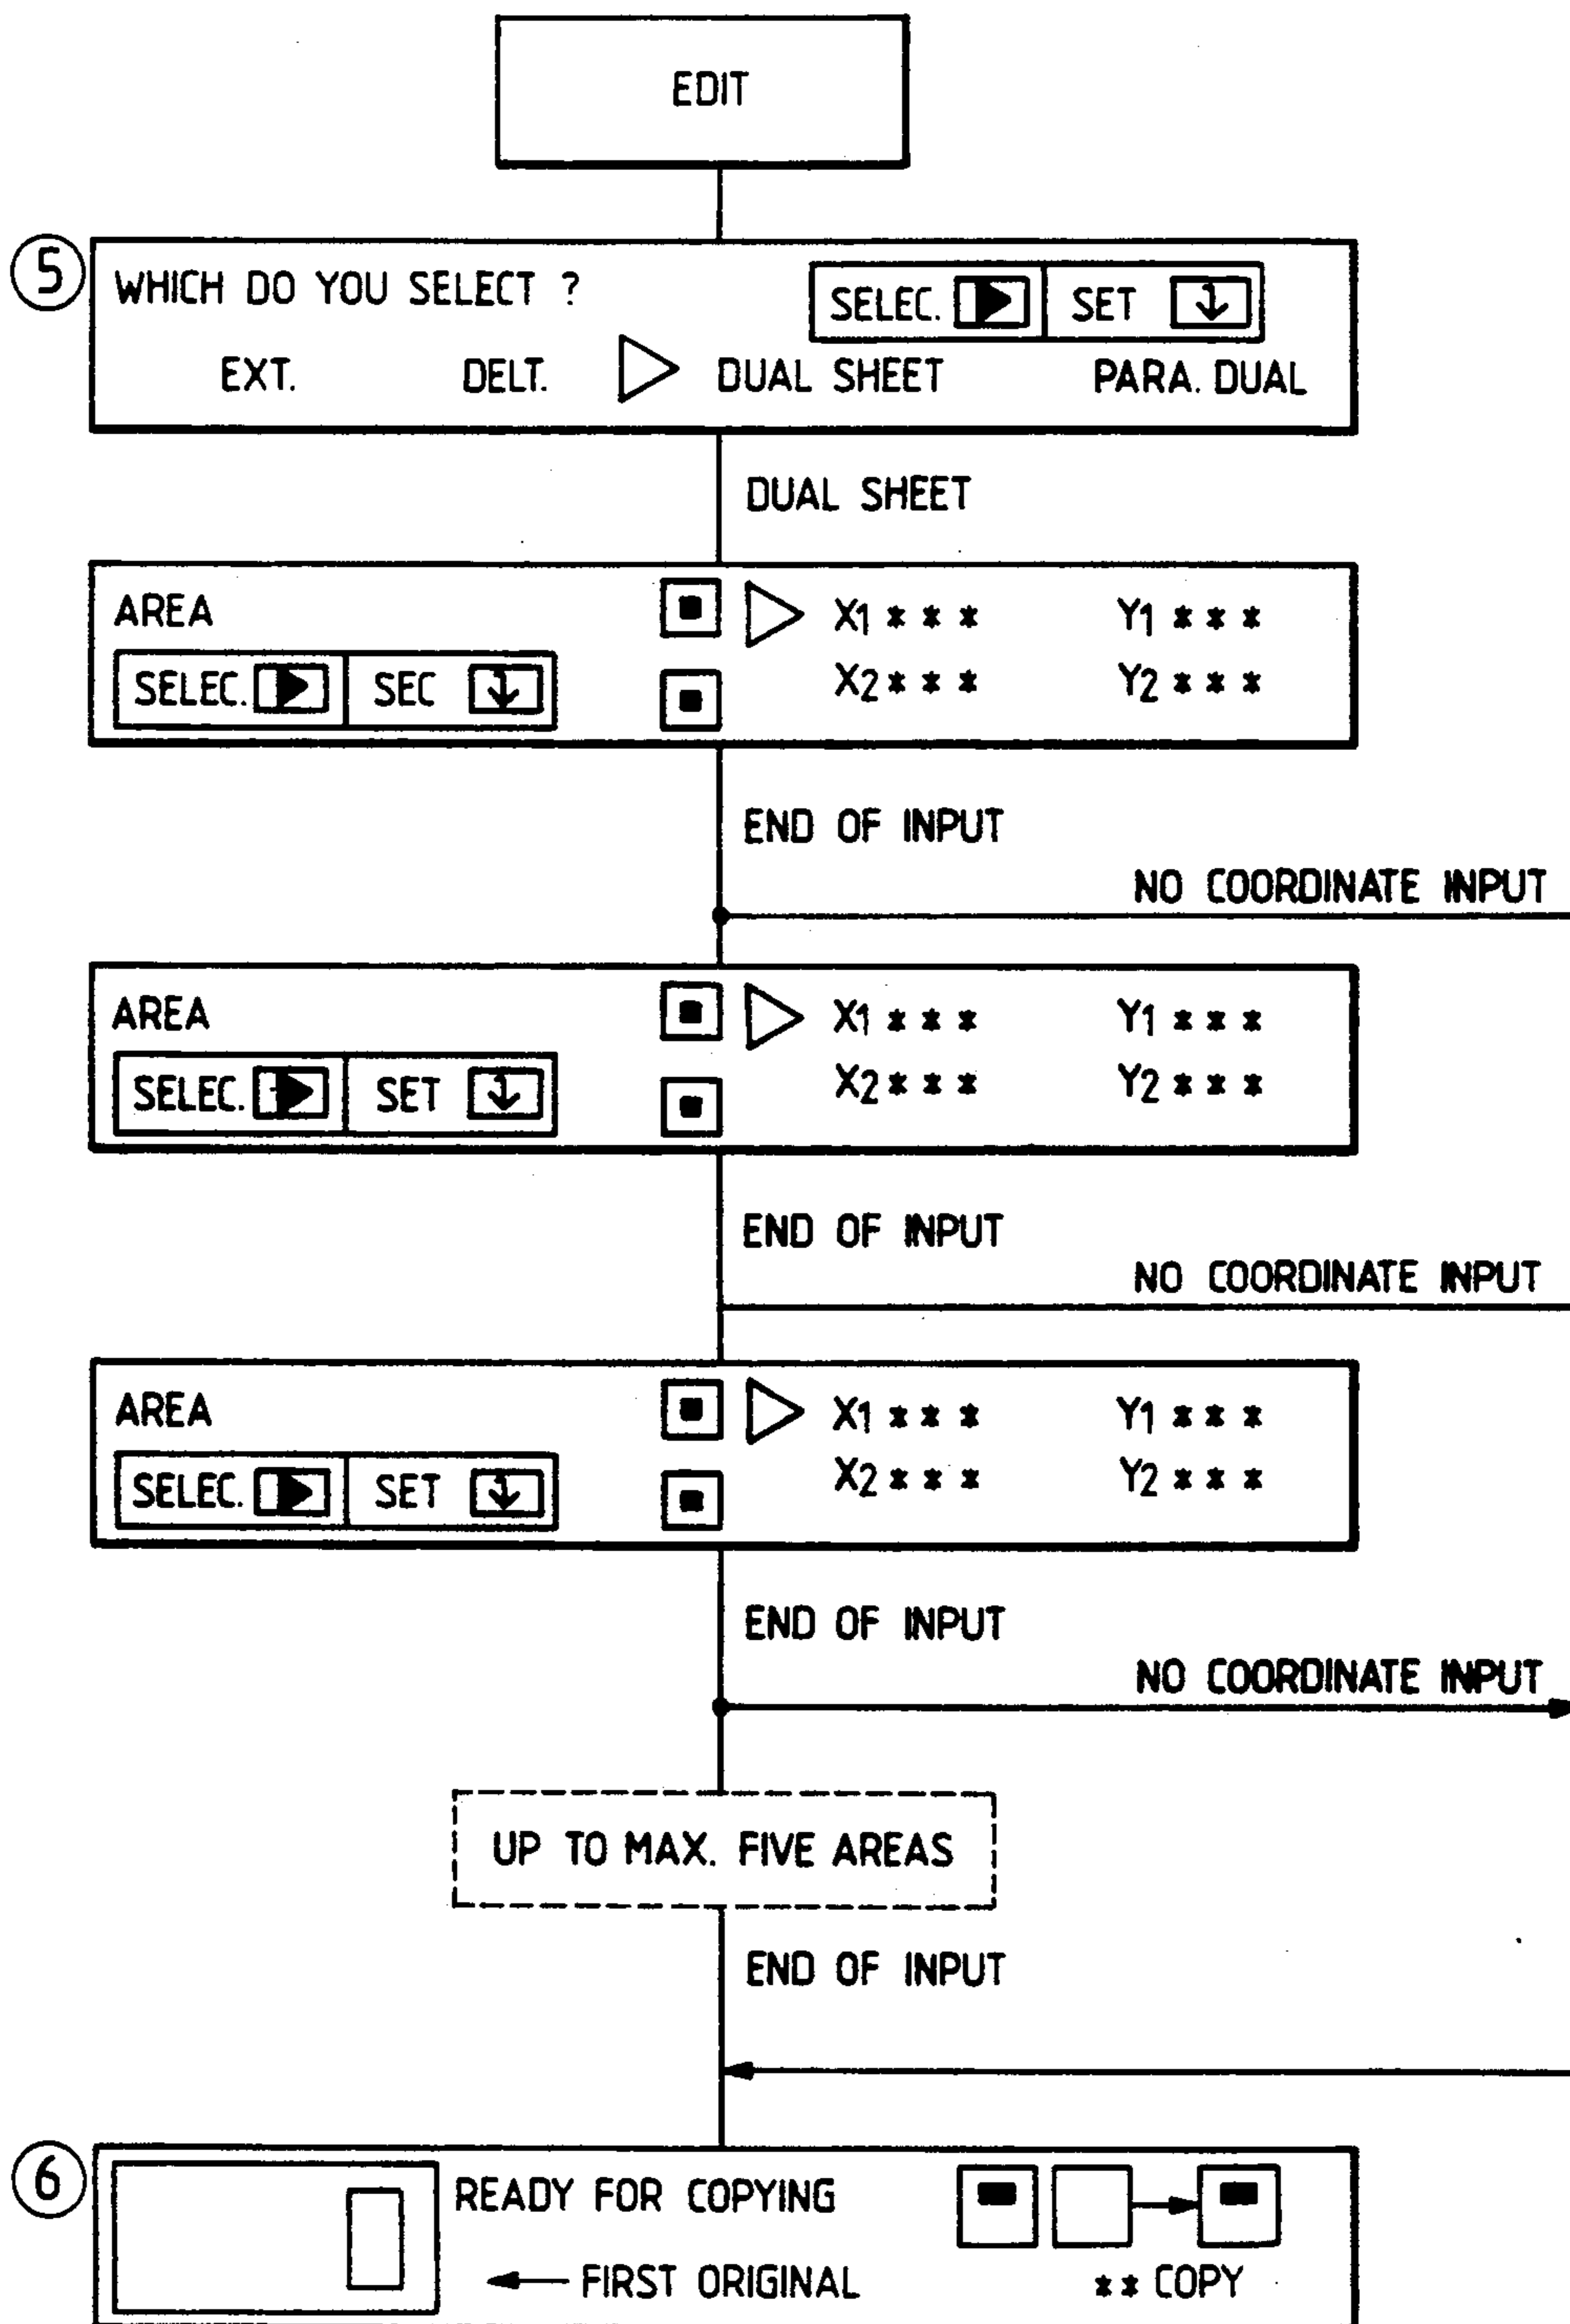 EDIT
5
WHICH DO YOU SELECT ?
SELEC. SET
EXT. DELT. DUAL SHEET PARA. DUAL
DUAL SHEET
AREA X1 * * * Y1 * * *
SELEC. SEC X2 * * * Y2 * * *
END OF INPUT
NO COORDINATE INPUT
AREA X1 * * * Y1 * * *
SELEC. SET X2 * * * Y2 * * *
END OF INPUT
NO COORDINATE INPUT
AREA X1 * * * Y1 * * *
SELEC. SET X2 * * * Y2 * * *
END OF INPUT
NO COORDINATE INPUT
UP TO MAX. FIVE AREAS
END OF INPUT
6
READY FOR COPYING
FIRST ORIGINAL ** COPY